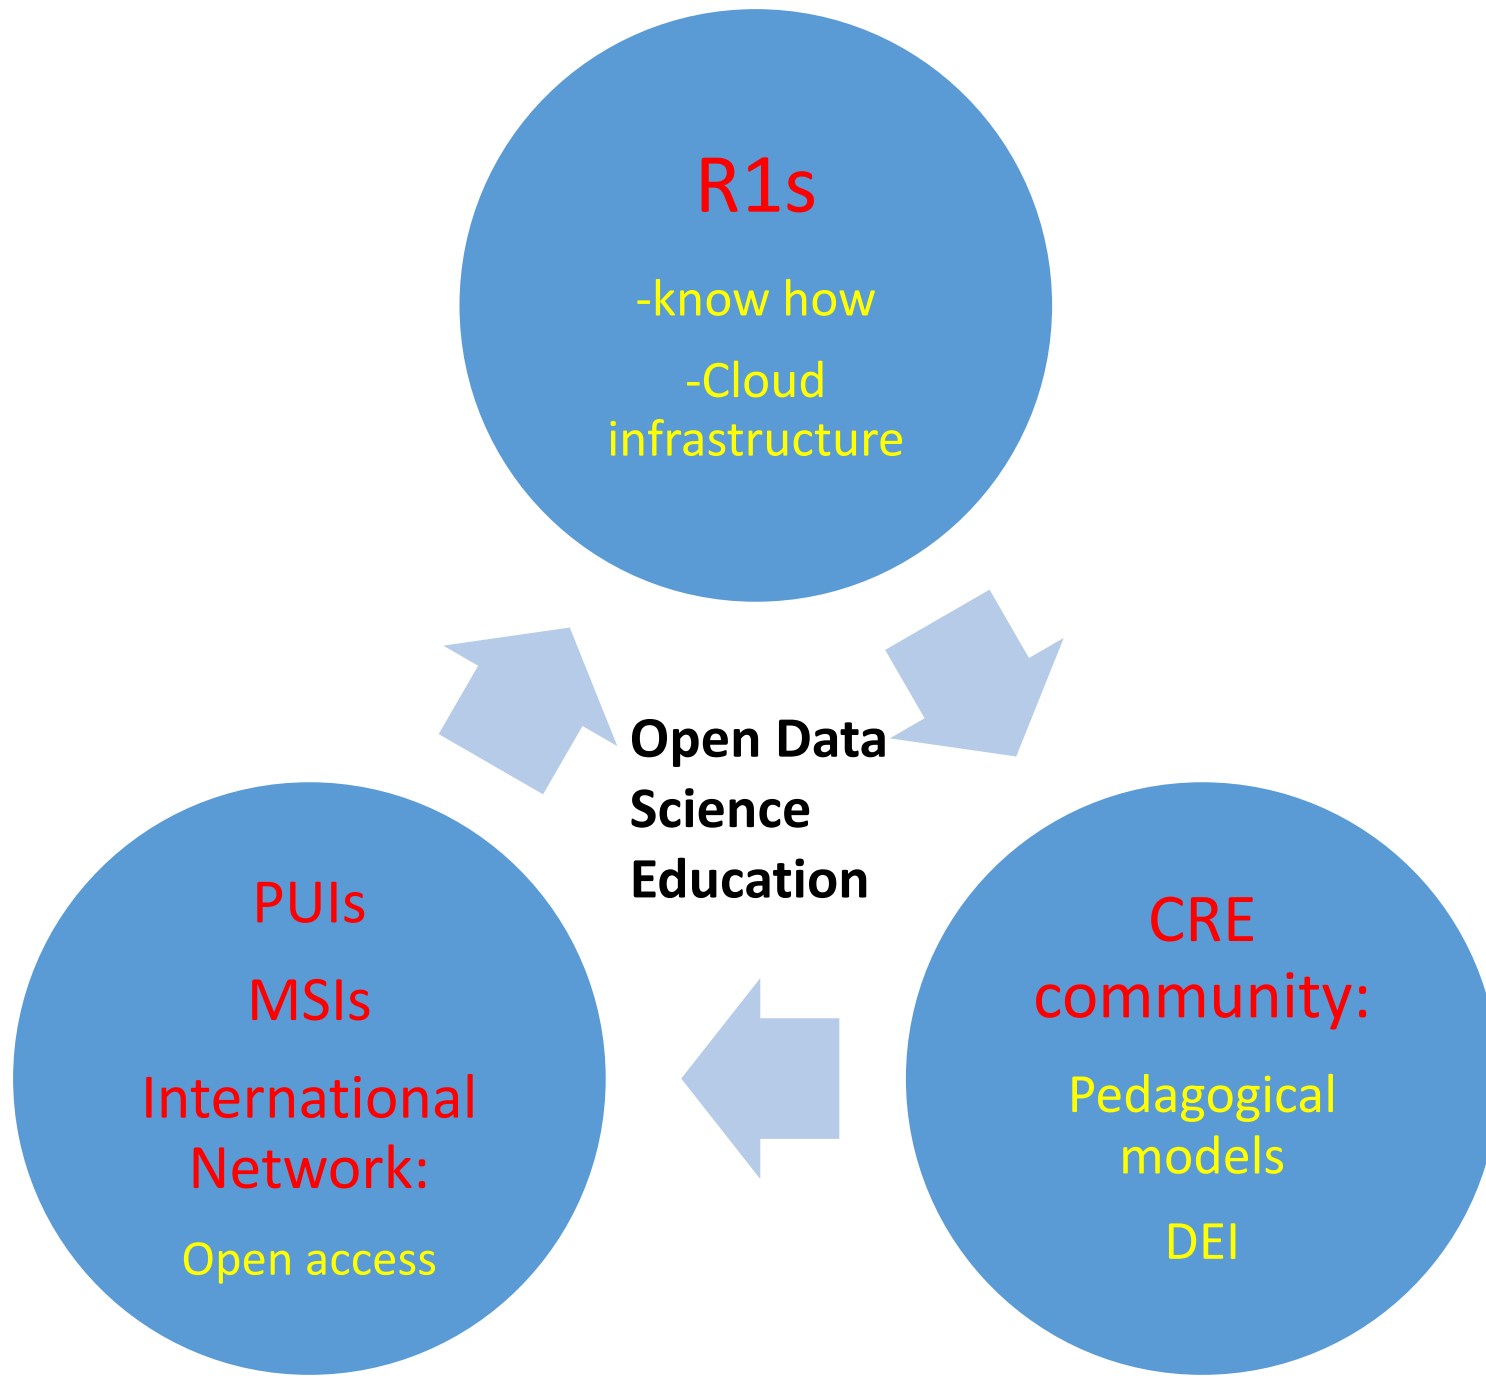 R1s
-know how
-Cloud
infrastructure
Open Data
Science
Education
PUIs
MSIs
International
Network:
Open access
CRE
community:
Pedagogical
models
DEI